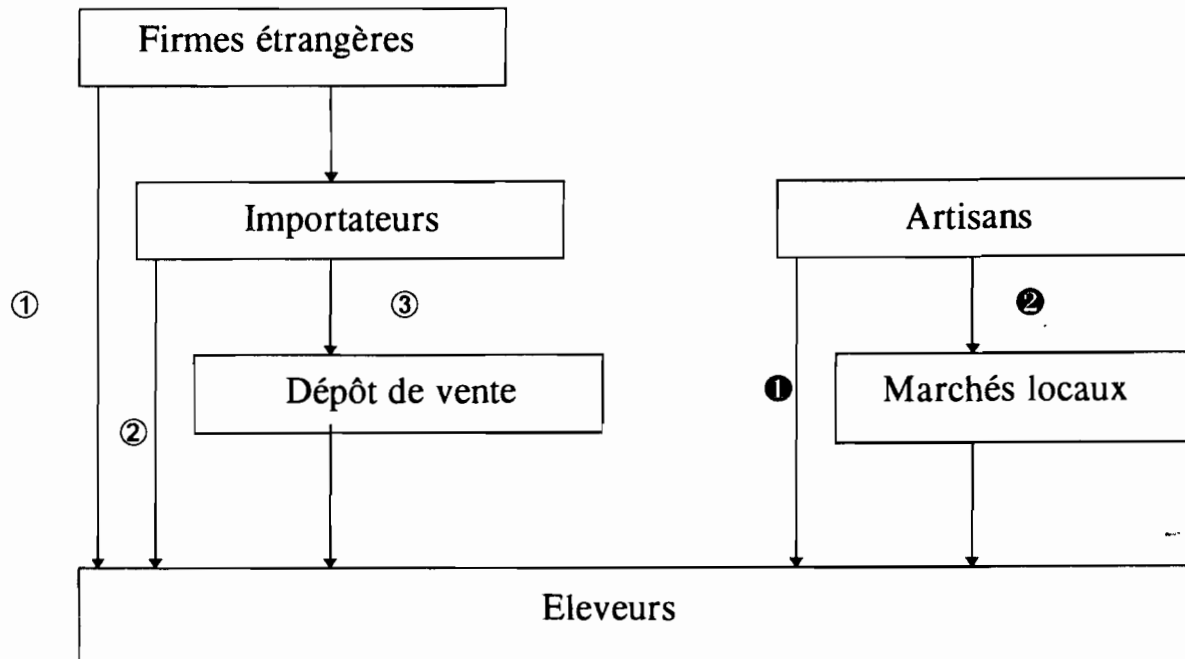 Firmes étrangères
Importateurs
Artisans
①
③
❷
Dépôt de vente
❶
Marchés locaux
②
Eleveurs